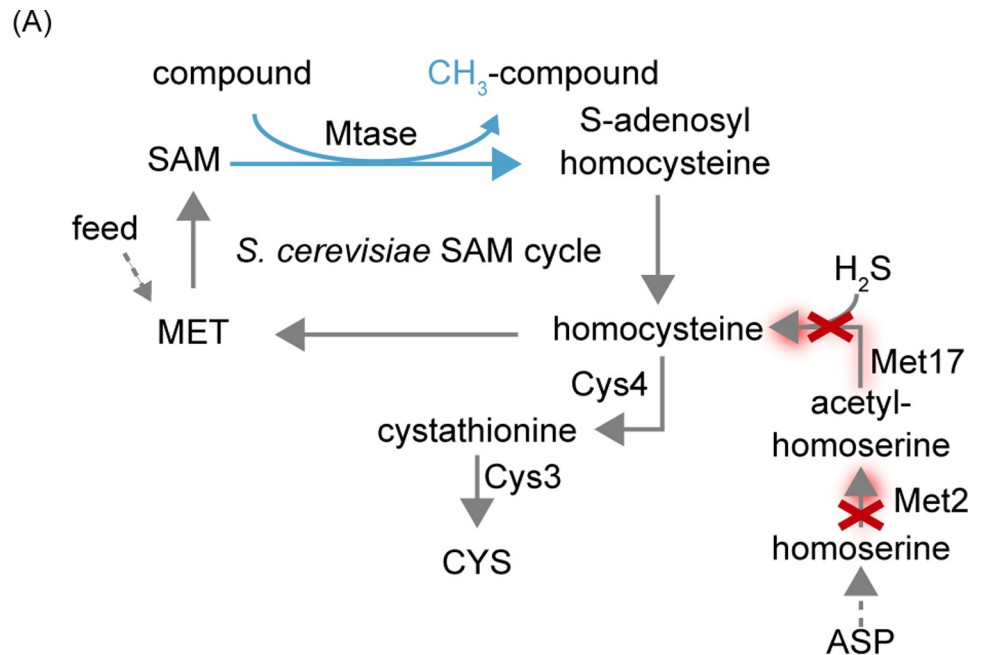 (A)
compound
CH3-compound
Mtase
SAM
S-adenosyl
homocysteine
feed
S. cerevisiae SAM cycle
H2S
MET
homocysteine
Met17
Cys4
acetyl-
homoserine
cystathionine
Cys3
Met2
homoserine
CYS
ASP